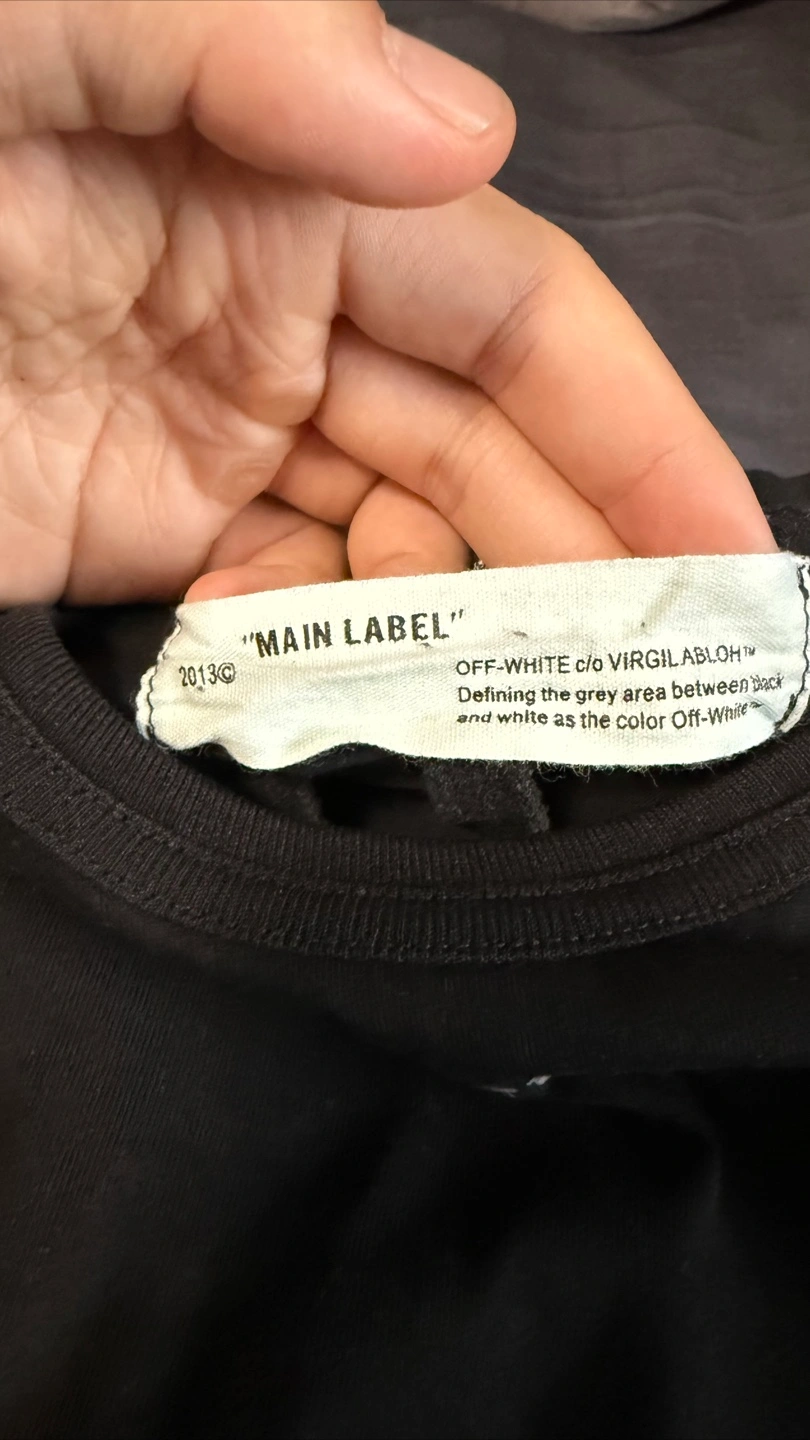 "MAIN LABEL"
2013©
OFF-WHITE c/o VIRGILABLOH™
Defining the grey area between black
and white as the color Off-White™